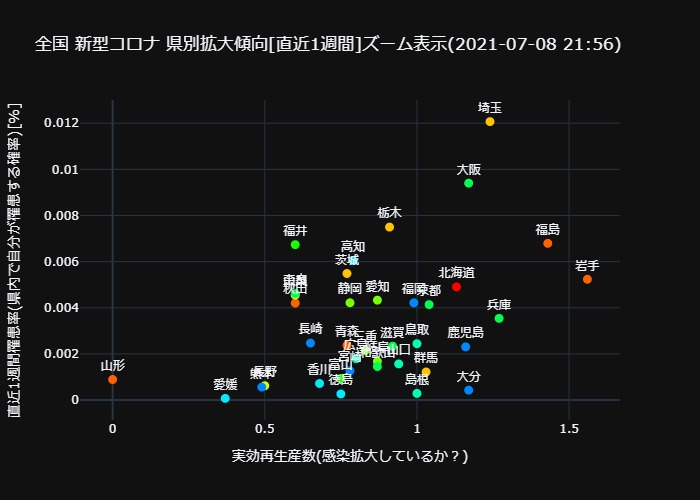 全国 新型コロナ 県別拡大傾向[直近1週間]ズーム表示(2021-07-08 21:56)
直近1週間罹患率(県内で自分が罹患する確率)[%]
埼玉
0.012
大阪
0.01
栃木
0.008
福井
福島
高知
0.006
茨城
岩手
北海道
秋田
静岡
愛知
福岡
京都
0.004
兵庫
長崎
青森
三重
滋賀
鳥取
鹿児島
0.002
宮崎
山口
群馬
山形
長野
富山
香川
愛媛
徳島
島根
大分
0
0
0.5
1
1.5
実効再生産数(感染拡大しているか？)